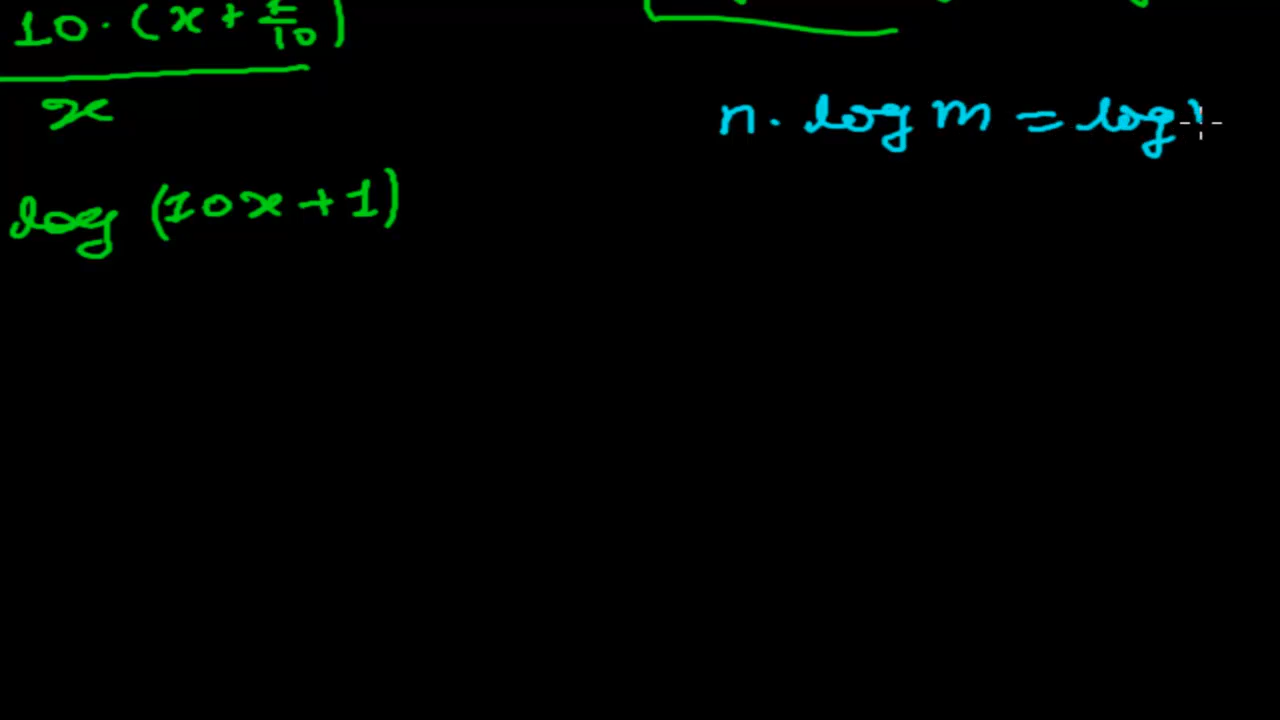 10 · (x + 1/10)
x
n. log m = log
log (10x + 1)